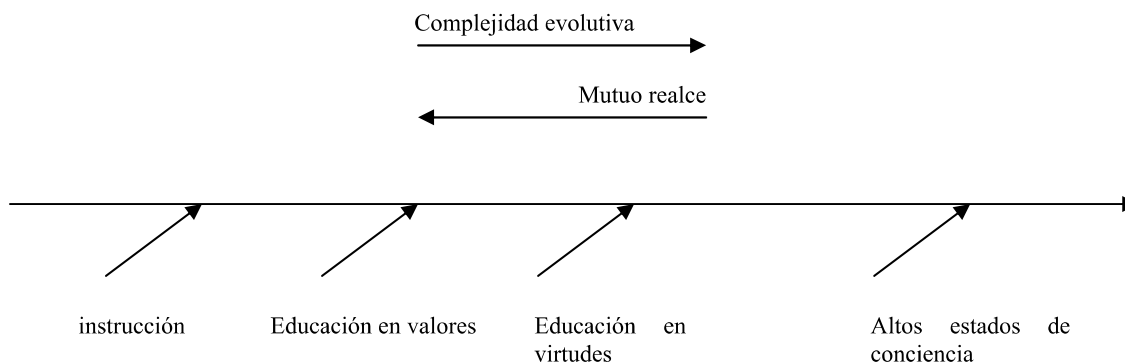 Complejidad evolutiva
Mutuo realce
instrucción
Educación en valores
Educación en
virtudes
Altos estados de
conciencia